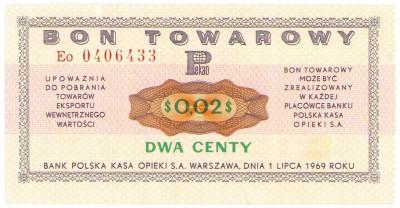 BON TOWAROWY
Eo 0406433
Pekao
UPOWAŻNIA
DO POBRANIA
TOWARÓW
EKSPORTU
WEWNĘTRZNEGO
WARTOŚCI
$0.02$
BON TOWAROWY
MOŻE BYĆ
ZREALIZOWANY
W KAŻDEJ
PLACÓWCE BANKU
POLSKA KASA
OPIEKI S.A.
DWA CENTY
BANK POLSKA KASA OPIEKI S.A. WARSZAWA, DNIA 1 LIPCA 1969 ROKU